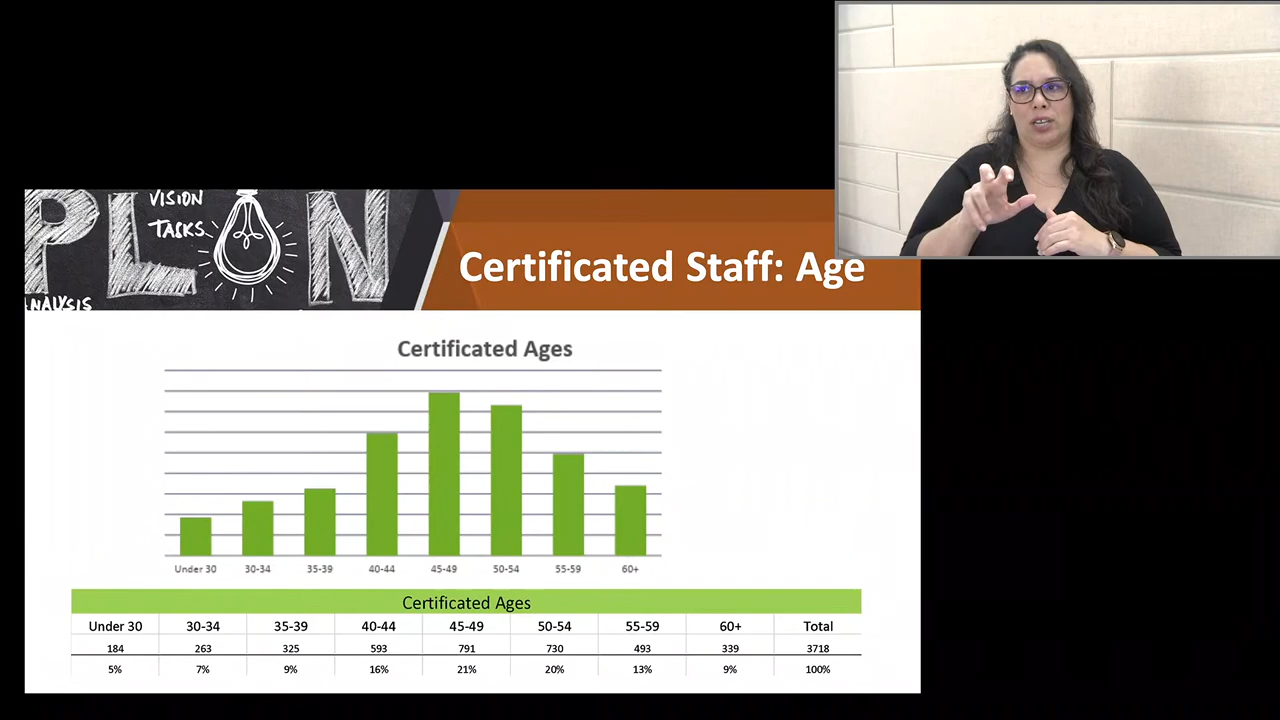 PLAN
VISION
TASKS
Certificated Staff: Age
Certificated Ages
Under 30 30-34 35-39 40-44 45-49 50-54 55-59 60+
Certificated Ages
Under 30 30-34 35-39 40-44 45-49 50-54 55-59 60+ Total
184 263 325 593 791 730 493 339 3718
5% 7% 9% 16% 21% 20% 13% 9% 100%